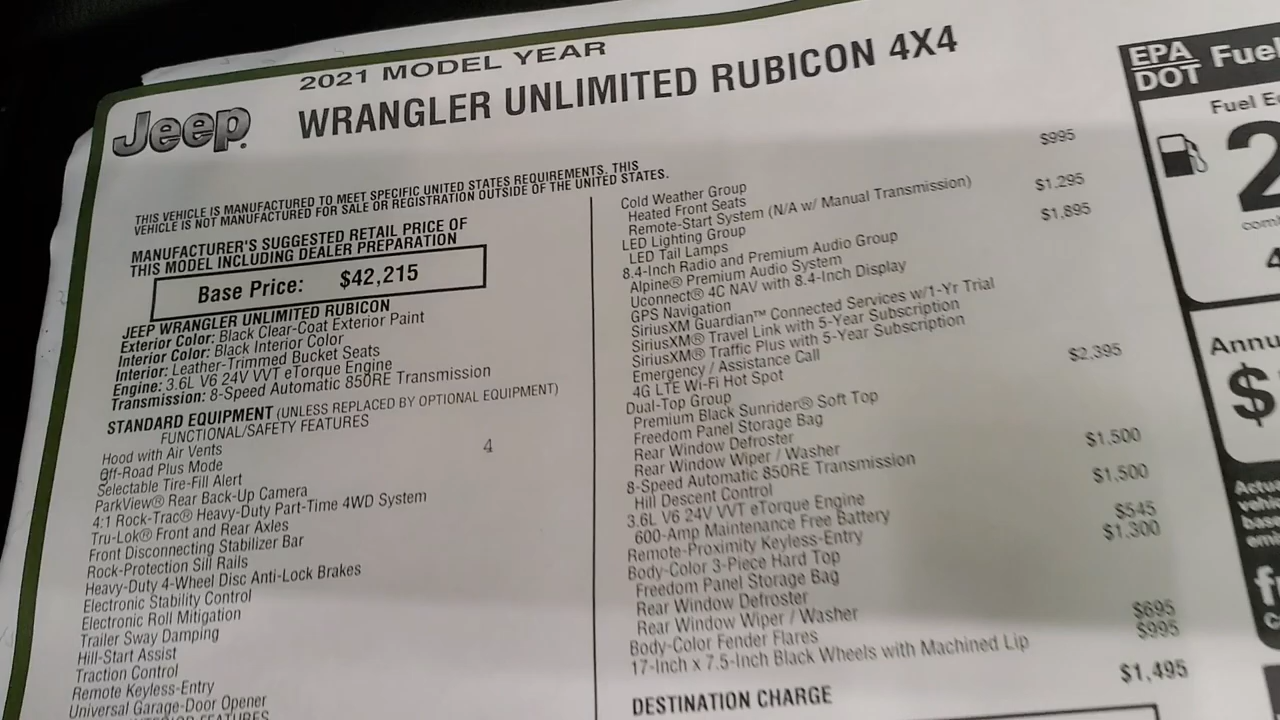 2021 MODEL YEAR
Jeep
WRANGLER UNLIMITED RUBICON 4X4
THIS VEHICLE IS MANUFACTURED TO MEET SPECIFIC UNITED STATES REQUIREMENTS. THIS
VEHICLE IS NOT MANUFACTURED FOR SALE OR REGISTRATION OUTSIDE OF THE UNITED STATES.
MANUFACTURER'S SUGGESTED RETAIL PRICE OF
THIS MODEL INCLUDING DEALER PREPARATION
Base Price: $42,215
JEEP WRANGLER UNLIMITED RUBICON
Exterior Color: Black Clear-Coat Exterior Paint
Interior Color: Black Interior Color
Interior: Leather-Trimmed Bucket Seats
Engine: 3.6L V6 24V VVT eTorque Engine
Transmission: 8-Speed Automatic 850RE Transmission
STANDARD EQUIPMENT (UNLESS REPLACED BY OPTIONAL EQUIPMENT)
FUNCTIONAL/SAFETY FEATURES
4
Hood with Air Vents
Off-Road Plus Mode
Selectable Tire-Fill Alert
ParkView® Rear Back-Up Camera
4:1 Rock-Trac® Heavy-Duty Part-Time 4WD System
Tru-Lok® Front and Rear Axles
Front Disconnecting Stabilizer Bar
Rock-Protection Sill Rails
Heavy-Duty 4-Wheel Disc Anti-Lock Brakes
Electronic Stability Control
Electronic Roll Mitigation
Trailer Sway Damping
Hill-Start Assist
Traction Control
Remote Keyless-Entry
Universal Garage-Door Opener
Cold Weather Group $995
Heated Front Seats
Remote-Start System (N/A w/ Manual Transmission)
LED Lighting Group $1,295
LED Tail Lamps
8.4-Inch Radio and Premium Audio Group $1,895
Alpine® Premium Audio System
Uconnect® 4C NAV with 8.4-Inch Display
GPS Navigation
SiriusXM Guardian™ Connected Services w/1-Yr Trial
SiriusXM® Travel Link with 5-Year Subscription
SiriusXM® Traffic Plus with 5-Year Subscription
Emergency / Assistance Call
4G LTE Wi-Fi Hot Spot
Dual-Top Group $2,395
Premium Black Sunrider® Soft Top
Freedom Panel Storage Bag
Rear Window Defroster
Rear Window Wiper / Washer
8-Speed Automatic 850RE Transmission $1,500
Hill Descent Control
3.6L V6 24V VVT eTorque Engine $1,500
600-Amp Maintenance Free Battery
Remote-Proximity Keyless-Entry $545
Body-Color 3-Piece Hard Top $1,300
Freedom Panel Storage Bag
Rear Window Defroster
Rear Window Wiper / Washer
Body-Color Fender Flares $695
17-Inch x 7.5-Inch Black Wheels with Machined Lip $995
DESTINATION CHARGE $1,495
EPA
DOT Fuel
Fuel
2
4
$